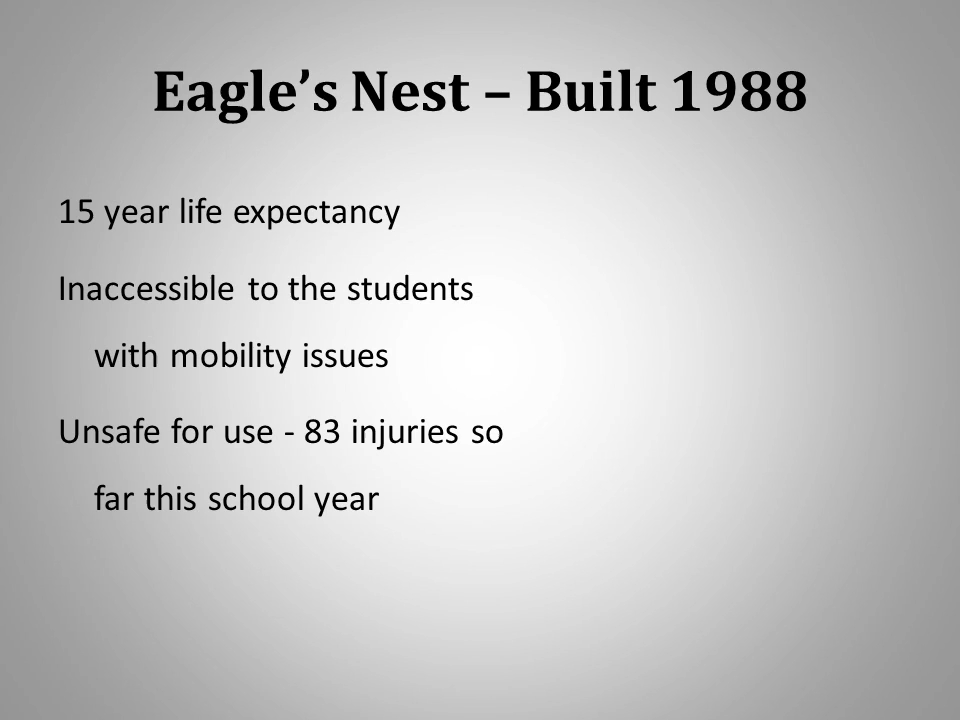 Eagle’s Nest – Built 1988
15 year life expectancy
Inaccessible to the students
with mobility issues
Unsafe for use - 83 injuries so
far this school year